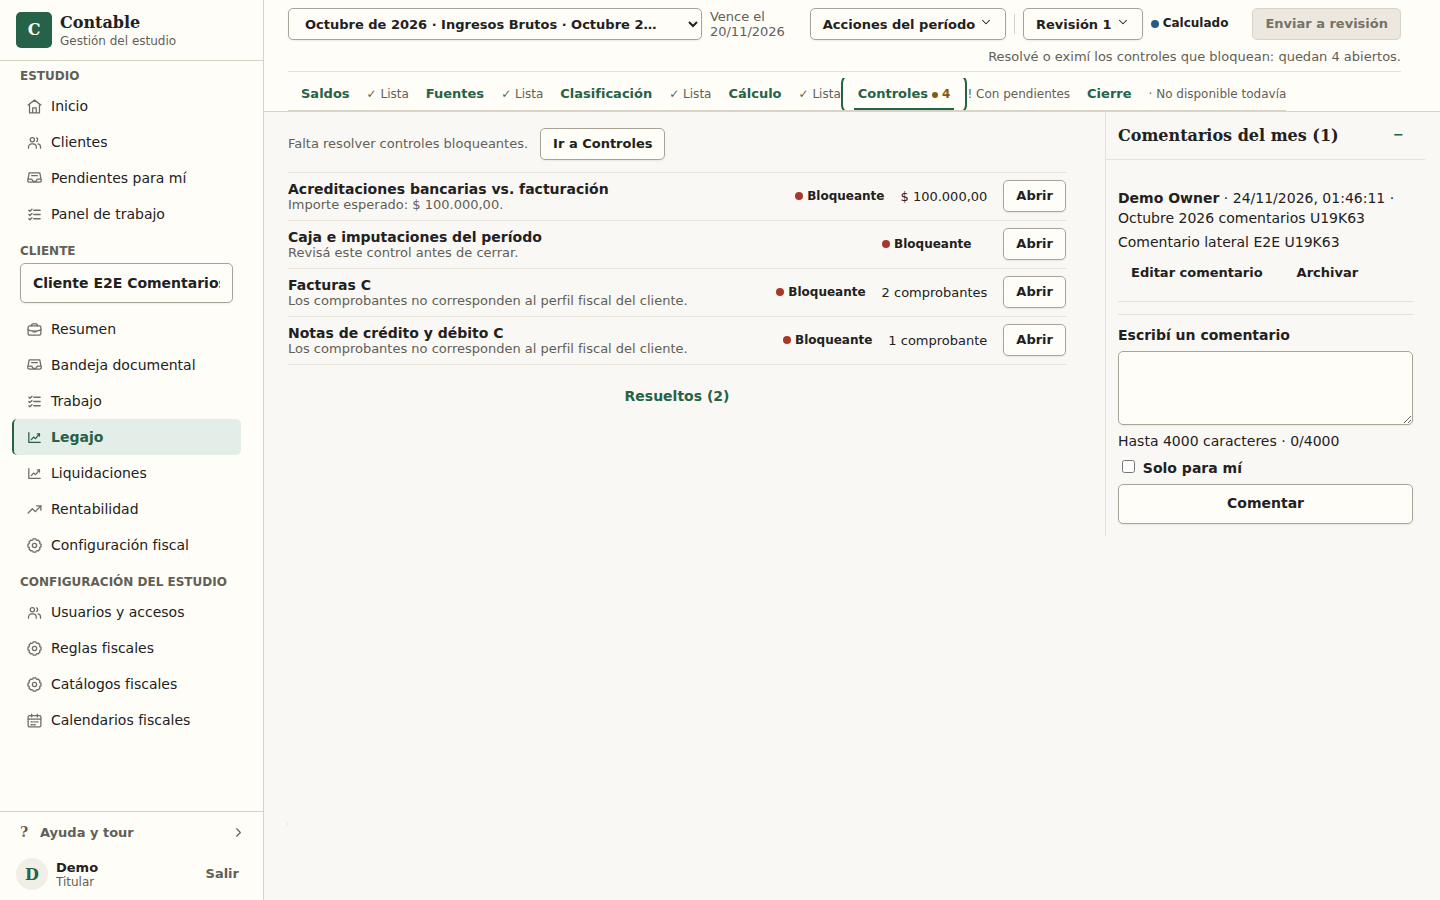 C
Contable
Gestión del estudio
ESTUDIO
Inicio
Clientes
Pendientes para mí
Panel de trabajo
CLIENTE
Cliente E2E Comentario
Resumen
Bandeja documental
Trabajo
Legajo
Liquidaciones
Rentabilidad
Configuración fiscal
CONFIGURACIÓN DEL ESTUDIO
Usuarios y accesos
Reglas fiscales
Catálogos fiscales
Calendarios fiscales
? Ayuda y tour
D
Demo
Titular
Salir
Octubre de 2026 · Ingresos Brutos · Octubre 2...
Vence el
20/11/2026
Acciones del período
Revisión 1
Calculado
Enviar a revisión
Resolvé o eximí los controles que bloquean: quedan 4 abiertos.
Saldos ✓ Lista Fuentes ✓ Lista Clasificación ✓ Lista Cálculo ✓ Lista Controles 4 ! Con pendientes Cierre · No disponible todavía
Falta resolver controles bloqueantes. Ir a Controles
Acreditaciones bancarias vs. facturación
Importe esperado: $ 100.000,00.
Bloqueante $ 100.000,00 Abrir
Caja e imputaciones del período
Revisá este control antes de cerrar.
Bloqueante Abrir
Facturas C
Los comprobantes no corresponden al perfil fiscal del cliente.
Bloqueante 2 comprobantes Abrir
Notas de crédito y débito C
Los comprobantes no corresponden al perfil fiscal del cliente.
Bloqueante 1 comprobante Abrir
Resueltos (2)
Comentarios del mes (1) −
Demo Owner · 24/11/2026, 01:46:11 ·
Octubre 2026 comentarios U19K63
Comentario lateral E2E U19K63
Editar comentario Archivar
Escribí un comentario
Hasta 4000 caracteres · 0/4000
Solo para mí
Comentar